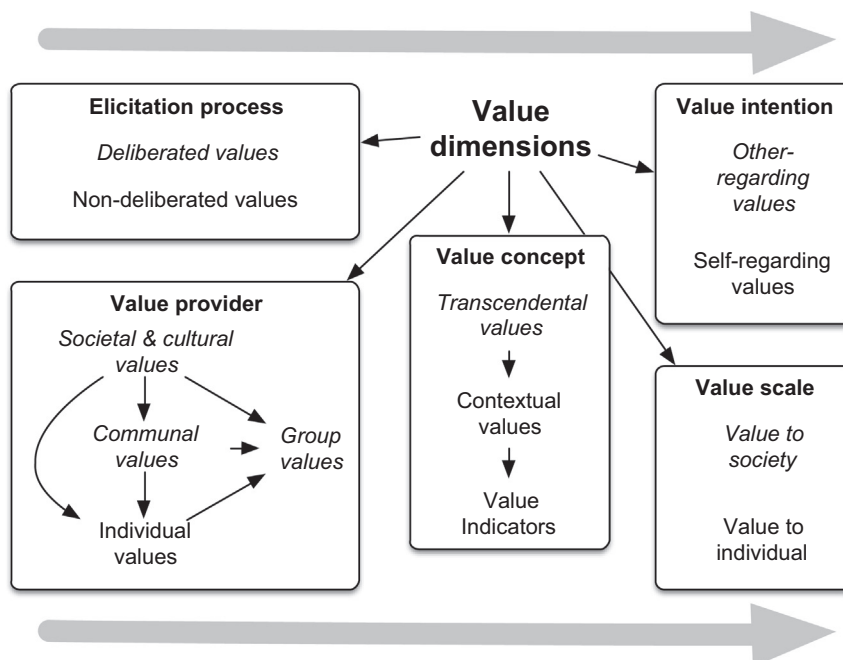 Elicitation process
Deliberated values
Non-deliberated values
Value
dimensions
Value intention
Other-
regarding
values
Self-regarding
values
Value provider
Societal & cultural
values
Communal
values
Group
values
Individual
values
Value concept
Transcendental
values
Contextual
values
Value
Indicators
Value scale
Value to
society
Value to
individual